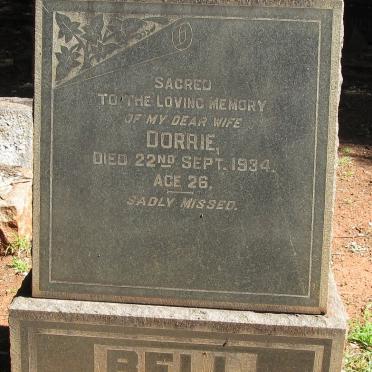 SACRED
TO THE LOVING MEMORY
OF MY DEAR WIFE
DORRIE,
DIED 22ND SEPT. 1934,
AGE 26,
SADLY MISSED.
BELL